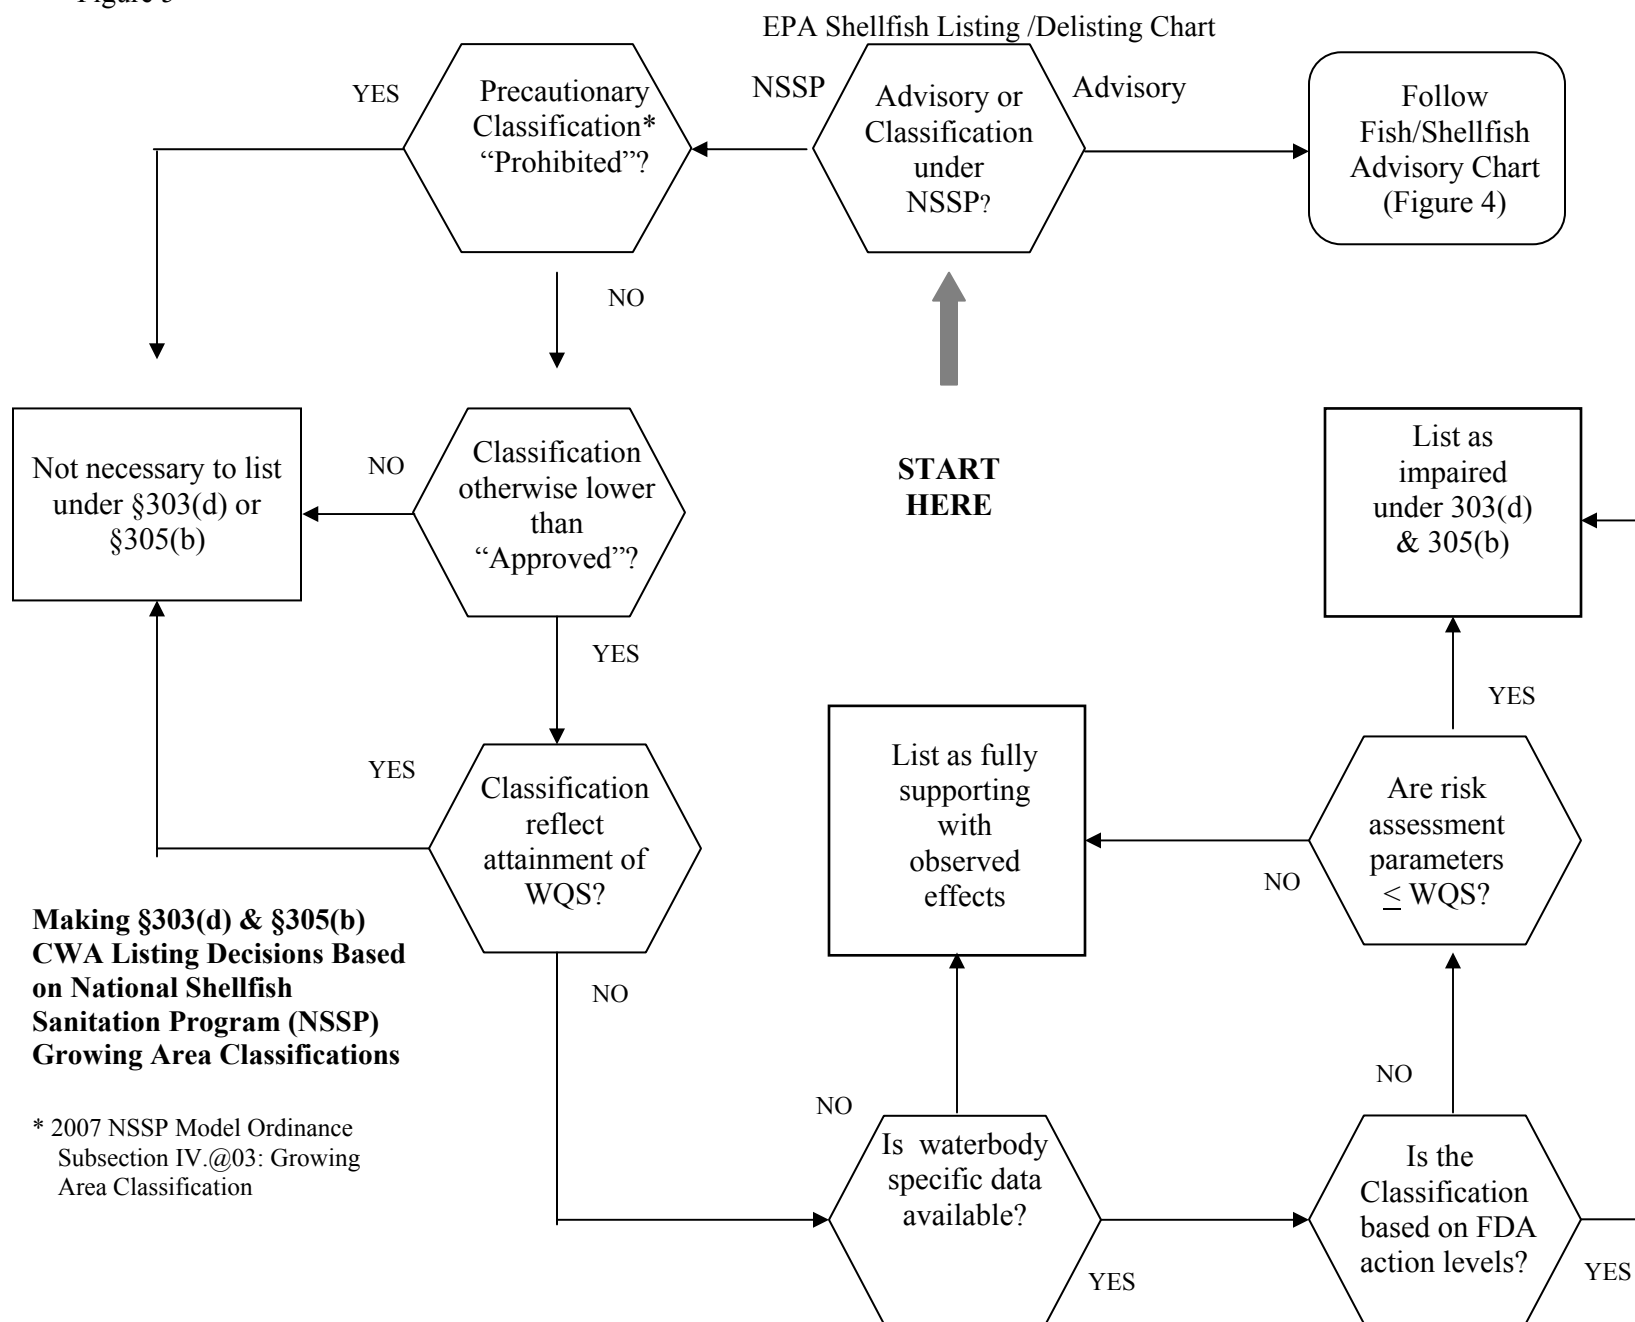 Figure 5
EPA Shellfish Listing /Delisting Chart
YES
Precautionary
Classification*
“Prohibited”?
NSSP
Advisory or
Classification
under
NSSP?
Advisory
Follow
Fish/Shellfish
Advisory Chart
(Figure 4)
NO
Not necessary to list
under §303(d) or
§305(b)
NO
Classification
otherwise lower
than
“Approved”?
START
HERE
List as
impaired
under 303(d)
& 305(b)
YES
YES
YES
Classification
reflect
attainment of
WQS?
List as fully
supporting
with
observed
effects
Are risk
assessment
parameters
≤ WQS?
NO
Making §303(d) & §305(b)
CWA Listing Decisions Based
on National Shellfish
Sanitation Program (NSSP)
Growing Area Classifications
NO
* 2007 NSSP Model Ordinance
Subsection IV.@03: Growing
Area Classification
NO
NO
Is waterbody
specific data
available?
YES
Is the
Classification
based on FDA
action levels?
YES